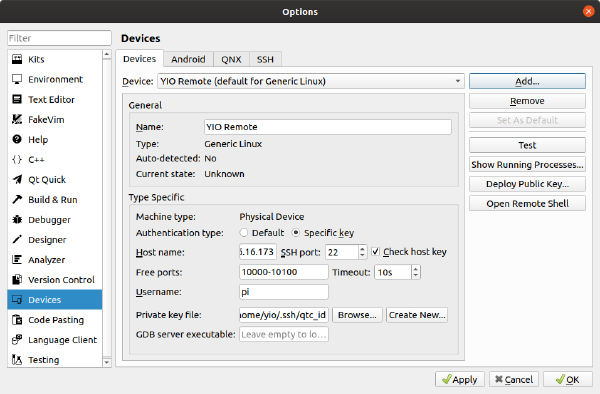 Options
Filter
Kits
Environment
Text Editor
FakeVim
Help
{} C++
Qt Quick
Build & Run
Debugger
Designer
Analyzer
Version Control
Devices
Code Pasting
Language Client
Testing
Devices
Devices Android QNX SSH
Device: YIO Remote (default for Generic Linux)
General
Name: YIO Remote
Type: Generic Linux
Auto-detected: No
Current state: Unknown
Type Specific
Machine type: Physical Device
Authentication type: Default Specific key
Host name: 5.16.173 SSH port: 22 Check host key
Free ports: 10000-10100 Timeout: 10s
Username: pi
Private key file: home/yio/.ssh/qtc_id Browse... Create New...
GDB server executable: Leave empty to lo...
Add...
Remove
Set As Default
Test
Show Running Processes...
Deploy Public Key...
Open Remote Shell
Apply Cancel OK